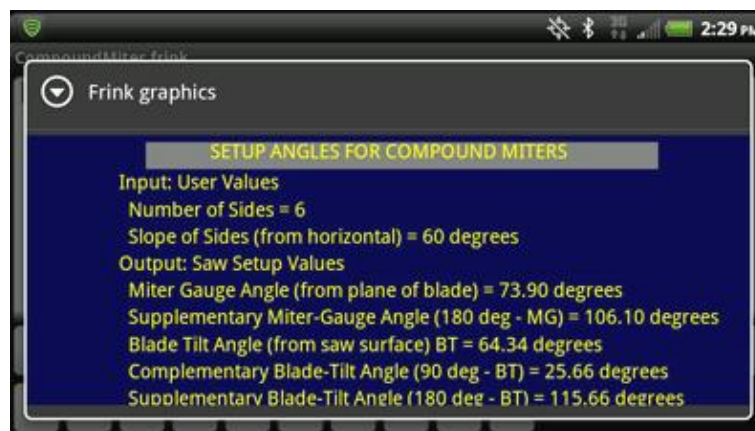 3G 2:29 PM
CompoundMiter.frink
Frink graphics
SETUP ANGLES FOR COMPOUND MITERS
Input: User Values
Number of Sides = 6
Slope of Sides (from horizontal) = 60 degrees
Output: Saw Setup Values
Miter Gauge Angle (from plane of blade) = 73.90 degrees
Supplementary Miter-Gauge Angle (180 deg - MG) = 106.10 degrees
Blade Tilt Angle (from saw surface) BT = 64.34 degrees
Complementary Blade-Tilt Angle (90 deg - BT) = 25.66 degrees
Supplementary Blade-Tilt Angle (180 deg - BT) = 115.66 degrees